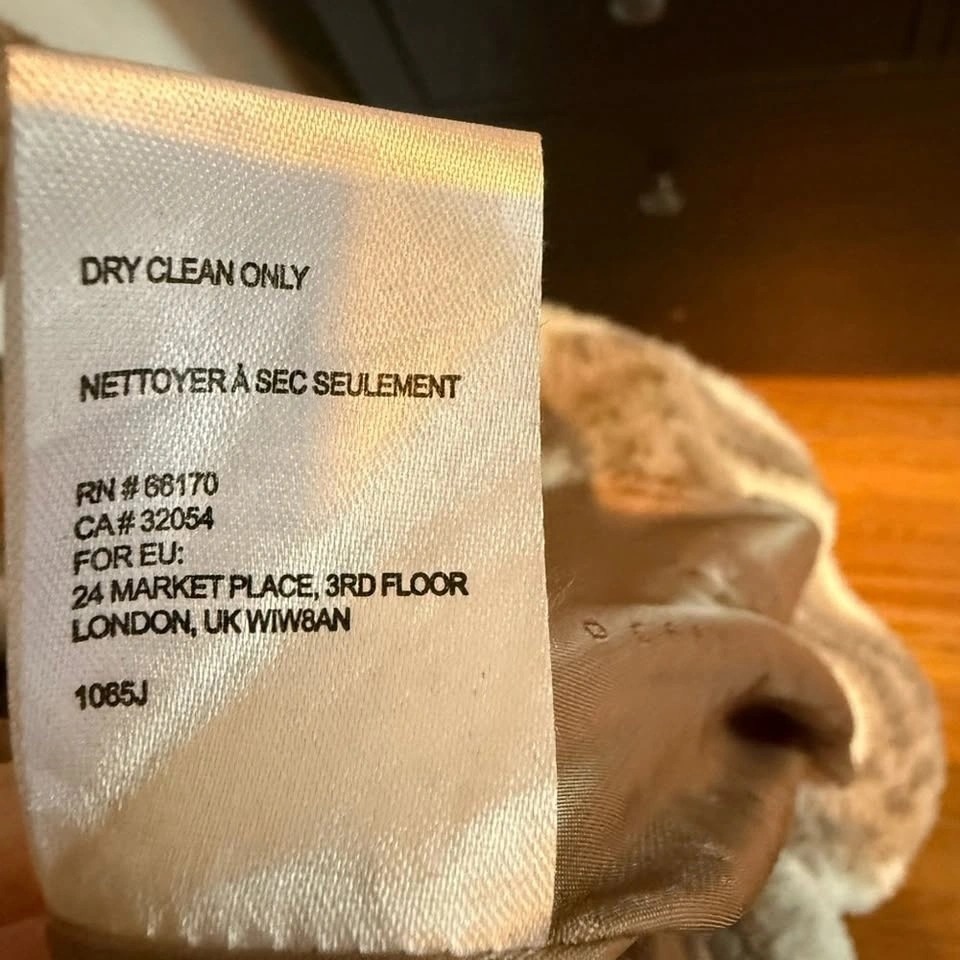 DRY CLEAN ONLY
NETTOYER À SEC SEULEMENT
RN # 66170
CA# 32054
FOR EU:
24 MARKET PLACE, 3RD FLOOR
LONDON, UK WIW8AN
1065J